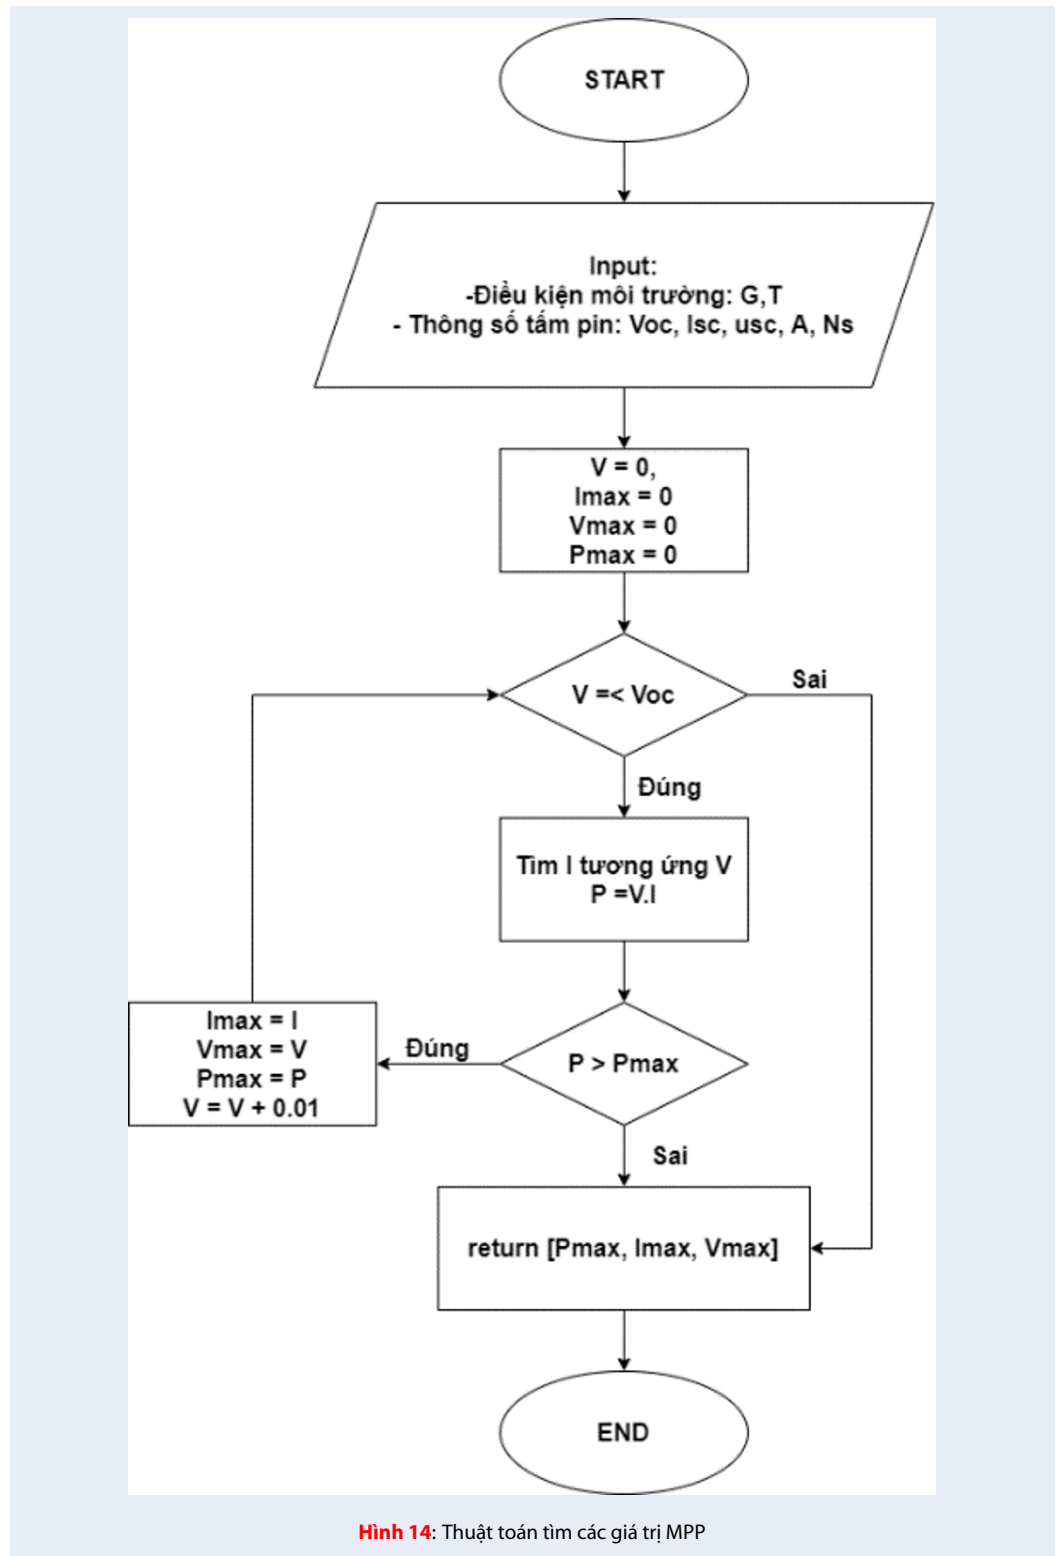 START
Input:
-Điều kiện môi trường: G,T
- Thông số tấm pin: Voc, Isc, usc, A, Ns
V = 0,
Imax = 0
Vmax = 0
Pmax = 0
V =< Voc
Sai
Đúng
Tìm I tương ứng V
P =V.I
P > Pmax
Đúng
Imax = I
Vmax = V
Pmax = P
V = V + 0.01
Sai
return [Pmax, Imax, Vmax]
END
Hình 14: Thuật toán tìm các giá trị MPP